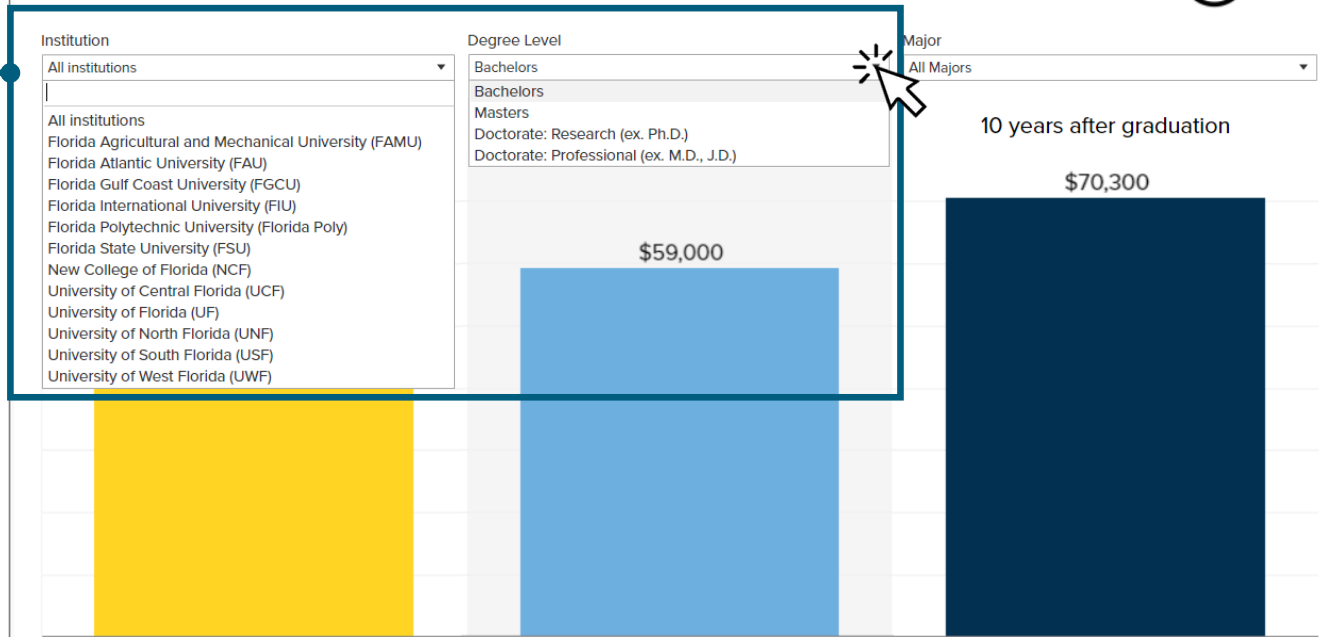 Institution
All institutions
All institutions
Florida Agricultural and Mechanical University (FAMU)
Florida Atlantic University (FAU)
Florida Gulf Coast University (FGCU)
Florida International University (FIU)
Florida Polytechnic University (Florida Poly)
Florida State University (FSU)
New College of Florida (NCF)
University of Central Florida (UCF)
University of Florida (UF)
University of North Florida (UNF)
University of South Florida (USF)
University of West Florida (UWF)
Degree Level
Bachelors
Bachelors
Masters
Doctorate: Research (ex. Ph.D.)
Doctorate: Professional (ex. M.D., J.D.)
$59,000
Major
All Majors
10 years after graduation
$70,300